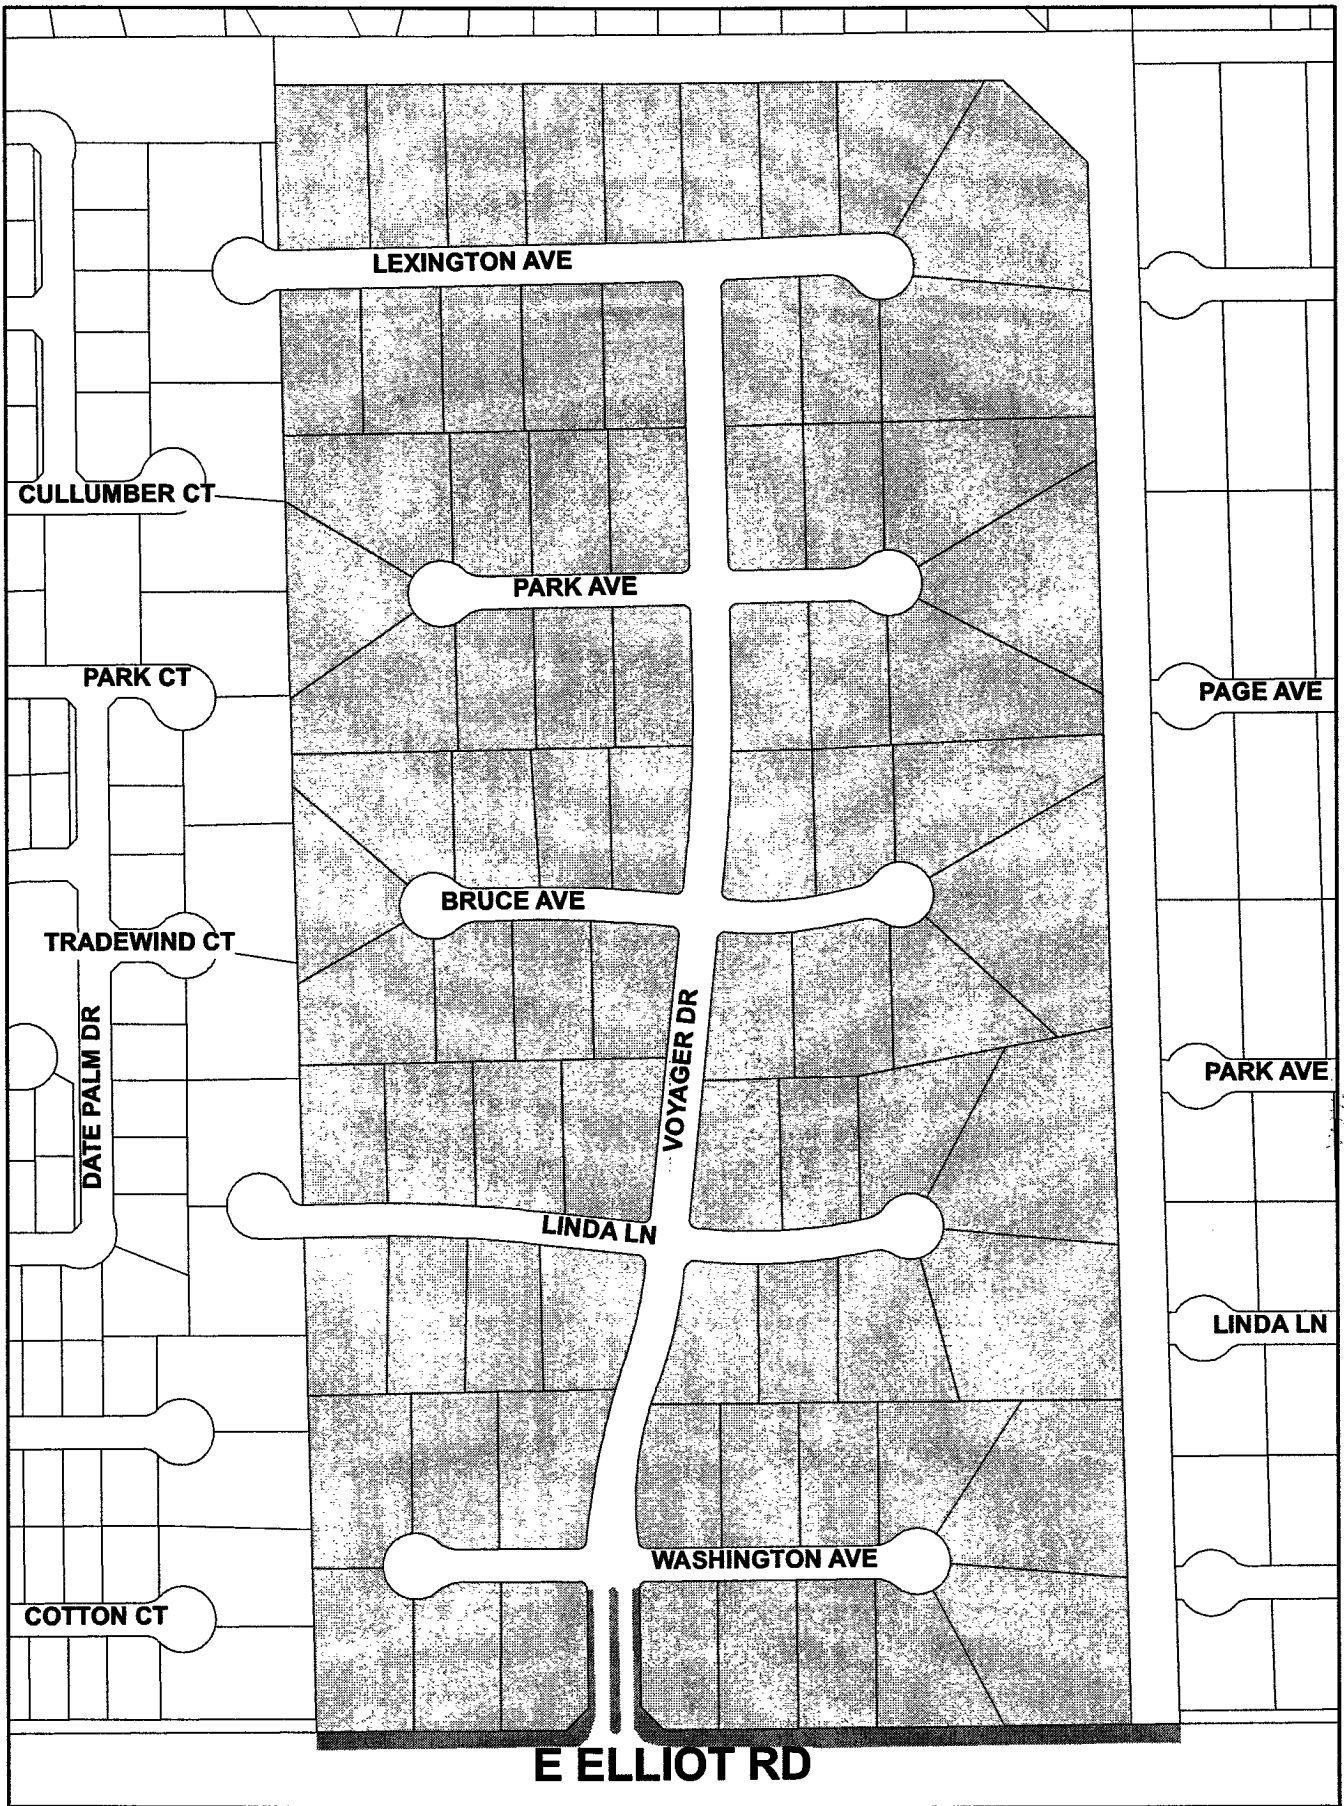 LEXINGTON AVE
CULLUMBER CT
PARK AVE
PARK CT
PAGE AVE
BRUCE AVE
TRADEWIND CT
VOYAGER DR
DATE PALM DR
PARK AVE
LINDA LN
LINDA LN
WASHINGTON AVE
COTTON CT
E ELLIOT RD